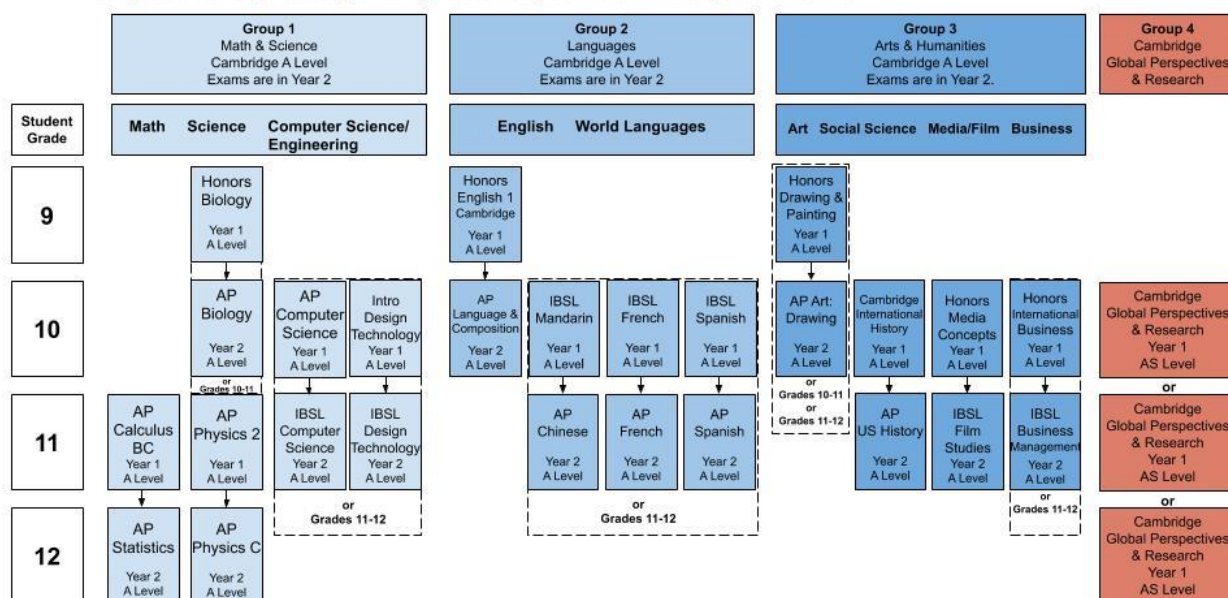 Group 1
Math & Science
Cambridge A Level
Exams are in Year 2
Group 2
Languages
Cambridge A Level
Exams are in Year 2
Group 3
Arts & Humanities
Cambridge A Level
Exams are in Year 2.
Group 4
Cambridge
Global Perspectives
& Research
Student
Grade
Math Science Computer Science/
Engineering
English World Languages
Art Social Science Media/Film Business
9
Honors
Biology
Year 1
A Level
Honors
English 1
Cambridge
Year 1
A Level
Honors
Drawing &
Painting
Year 1
A Level
10
AP
Biology
Year 2
A Level
or
Grades 10-11
AP
Computer
Science
Year 1
A Level
Intro
Design
Technology
Year 1
A Level
AP
Language &
Composition
Year 2
A Level
IBSL
Mandarin
Year 1
A Level
IBSL
French
Year 1
A Level
IBSL
Spanish
Year 1
A Level
AP Art:
Drawing
Year 2
A Level
or
Grades 10-11
or
Grades 11-12
Cambridge
International
History
Year 1
A Level
Honors
Media
Concepts
Year 1
A Level
Honors
International
Business
Year 1
A Level
Cambridge
Global Perspectives
& Research
Year 1
AS Level
or
11
AP
Calculus
BC
Year 1
A Level
AP
Physics 2
Year 1
A Level
IBSL
Computer
Science
Year 2
A Level
IBSL
Design
Technology
Year 2
A Level
or
Grades 11-12
AP
Chinese
Year 2
A Level
AP
French
Year 2
A Level
AP
Spanish
Year 2
A Level
or
Grades 11-12
AP
US History
Year 2
A Level
IBSL
Film
Studies
Year 2
A Level
IBSL
Business
Management
Year 2
A Level
or
Grades 11-12
Cambridge
Global Perspectives
& Research
Year 1
AS Level
or
12
AP
Statistics
Year 2
A Level
AP
Physics C
Year 2
A Level
Cambridge
Global Perspectives
& Research
Year 1
AS Level